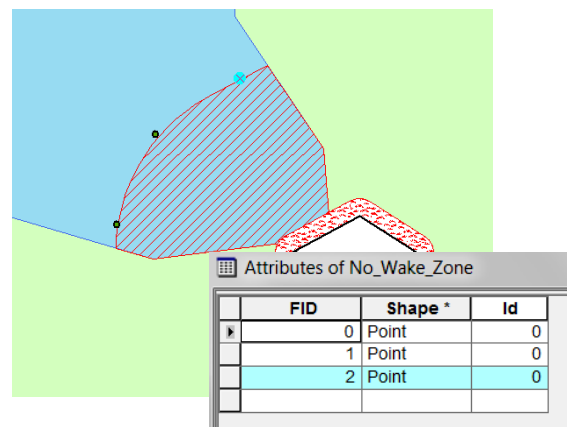 Attributes of No_Wake_Zone
FID Shape * Id
0 Point 0
1 Point 0
2 Point 0